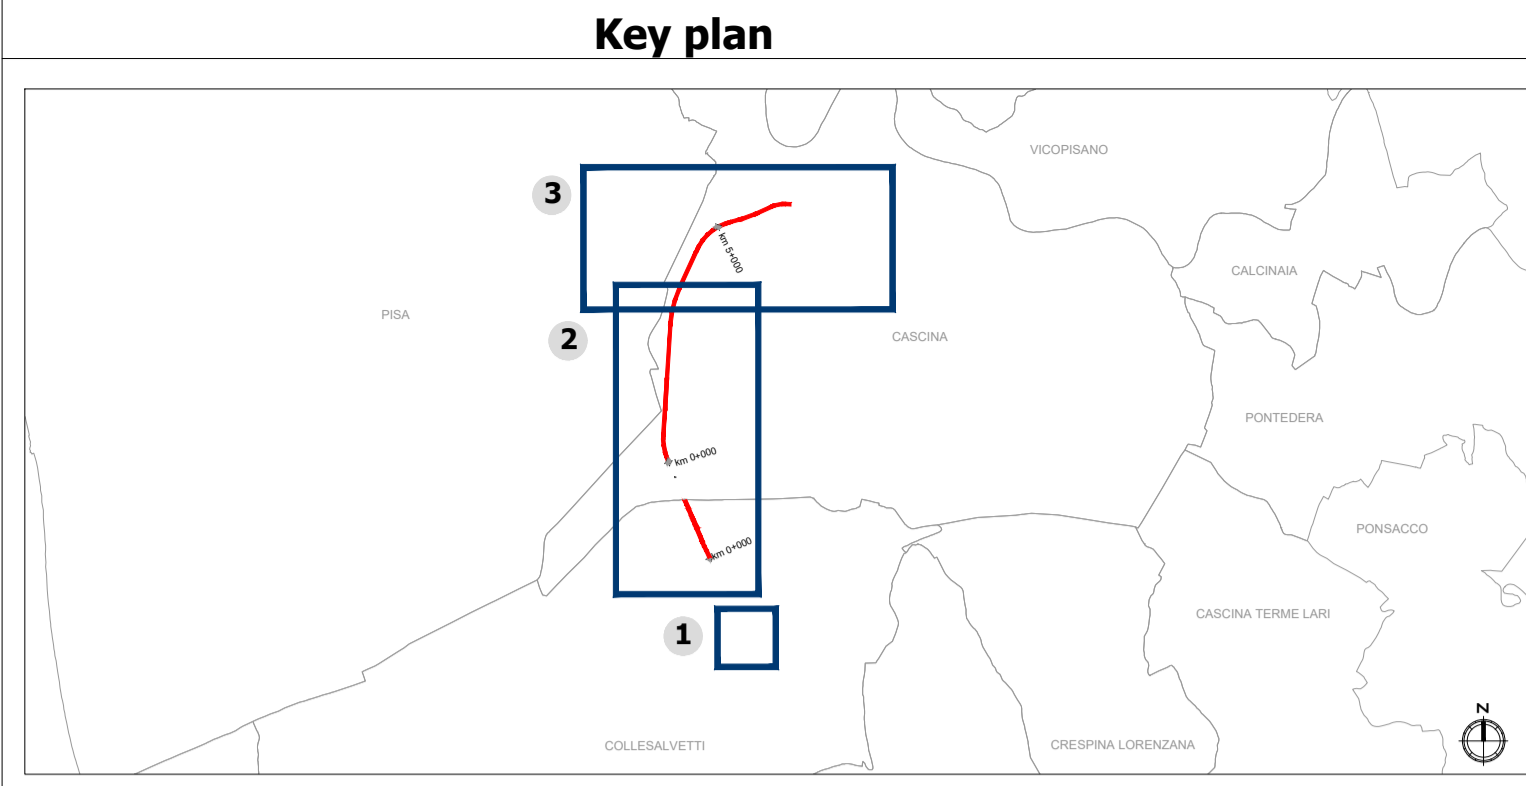 Key plan
VICOPISANO
3
km 5+000
CALCINAIA
PISA
2
CASCINA
PONTEDERA
km 0+000
PONSACCO
km 0+000
CASCINA TERME LARI
1
N
COLLESALVETTI
CRESPINA LORENZANA